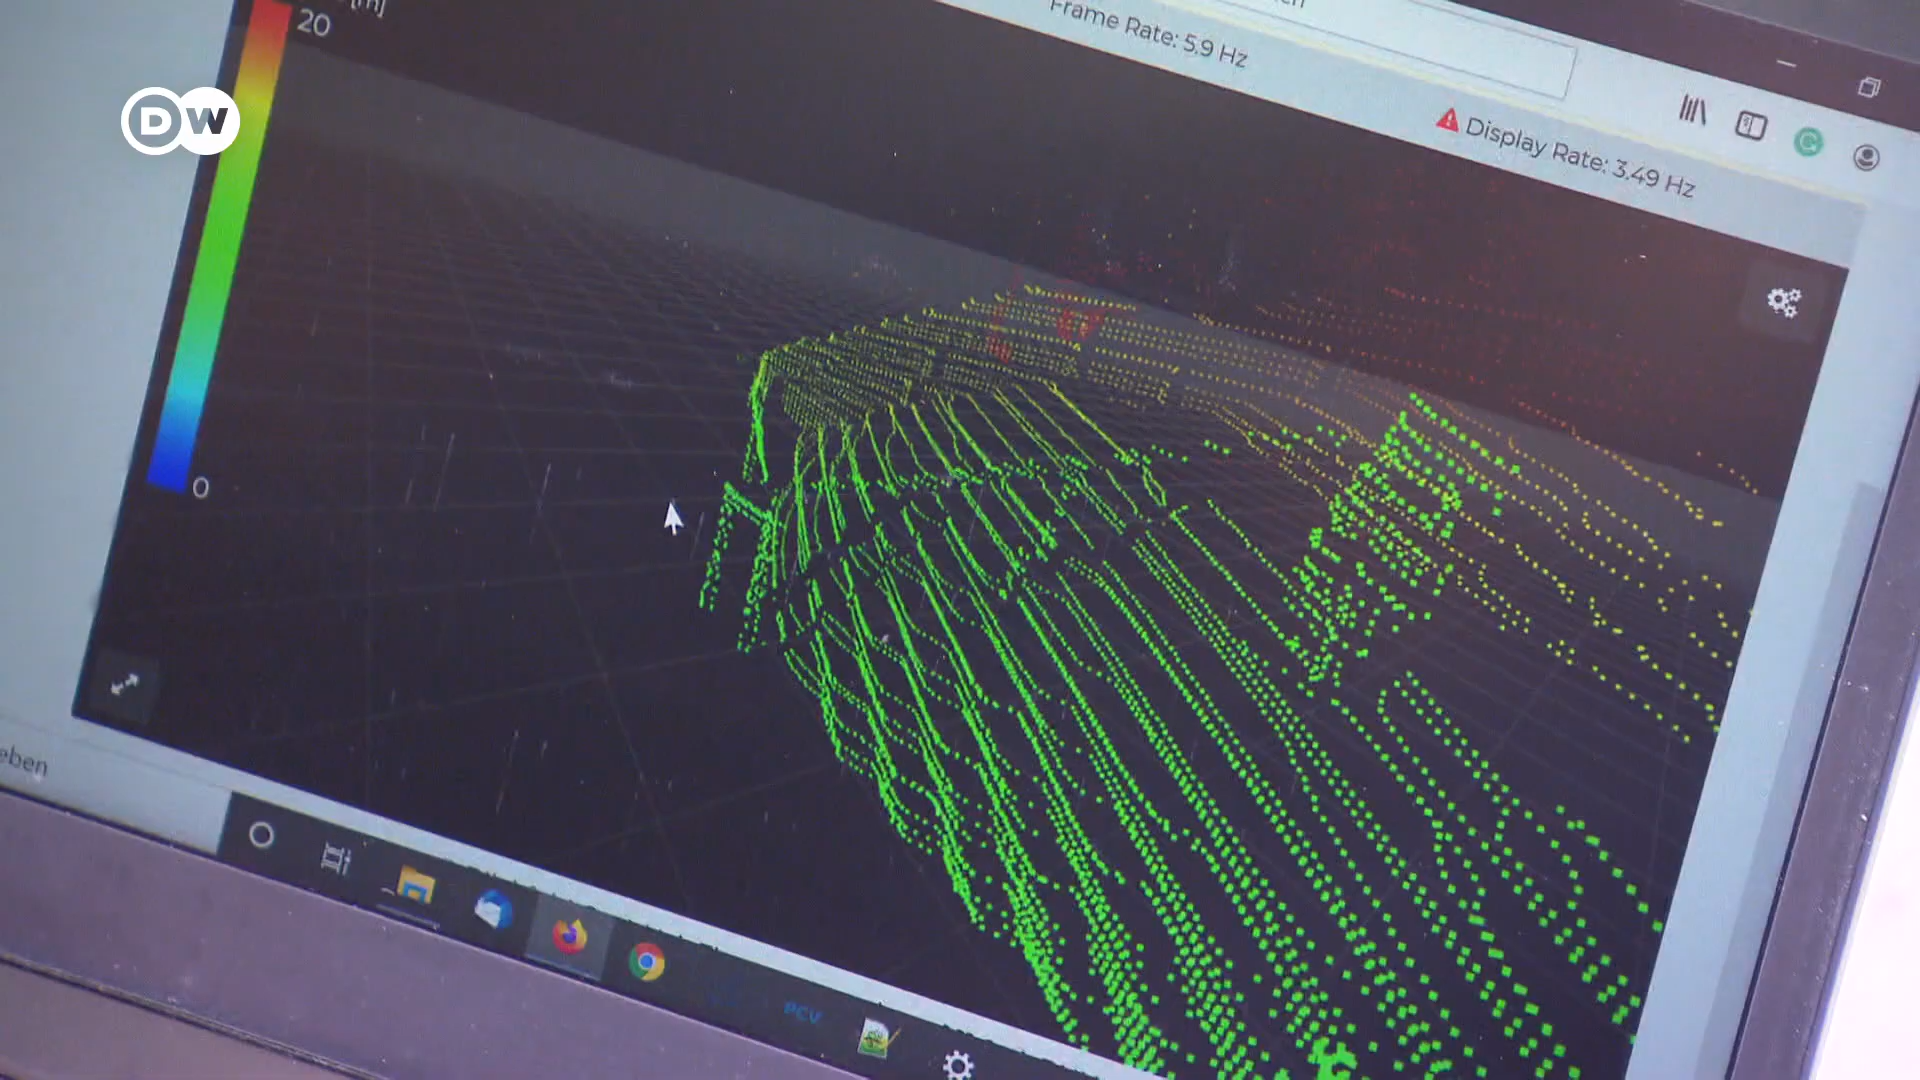 [m]
20
DW
0
Frame Rate: 5.9 Hz
Display Rate: 3.49 Hz
eben
PCV